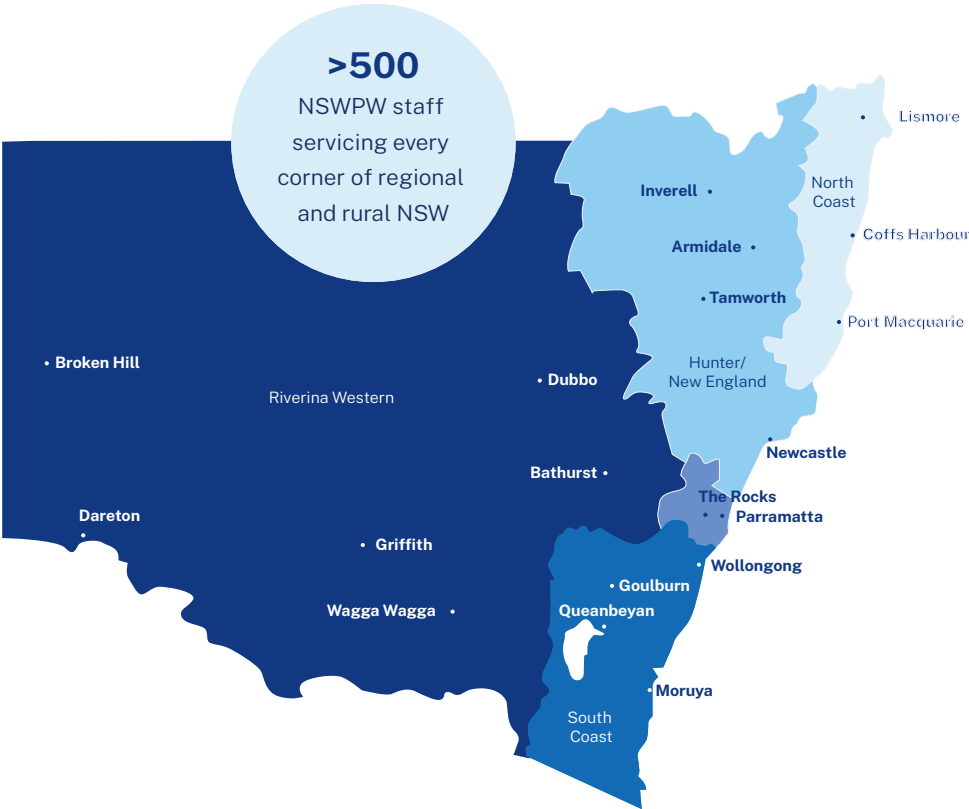 >500
NSWPW staff
servicing every
corner of regional
and rural NSW
Lismore
North
Coast
Inverell
Coffs Harbour
Armidale
Tamworth
Port Macquarie
Broken Hill
Hunter/
New England
Dubbo
Riverina Western
Newcastle
Bathurst
The Rocks
Parramatta
Dareton
Griffith
Wollongong
Goulburn
Wagga Wagga
Queanbeyan
Moruya
South
Coast